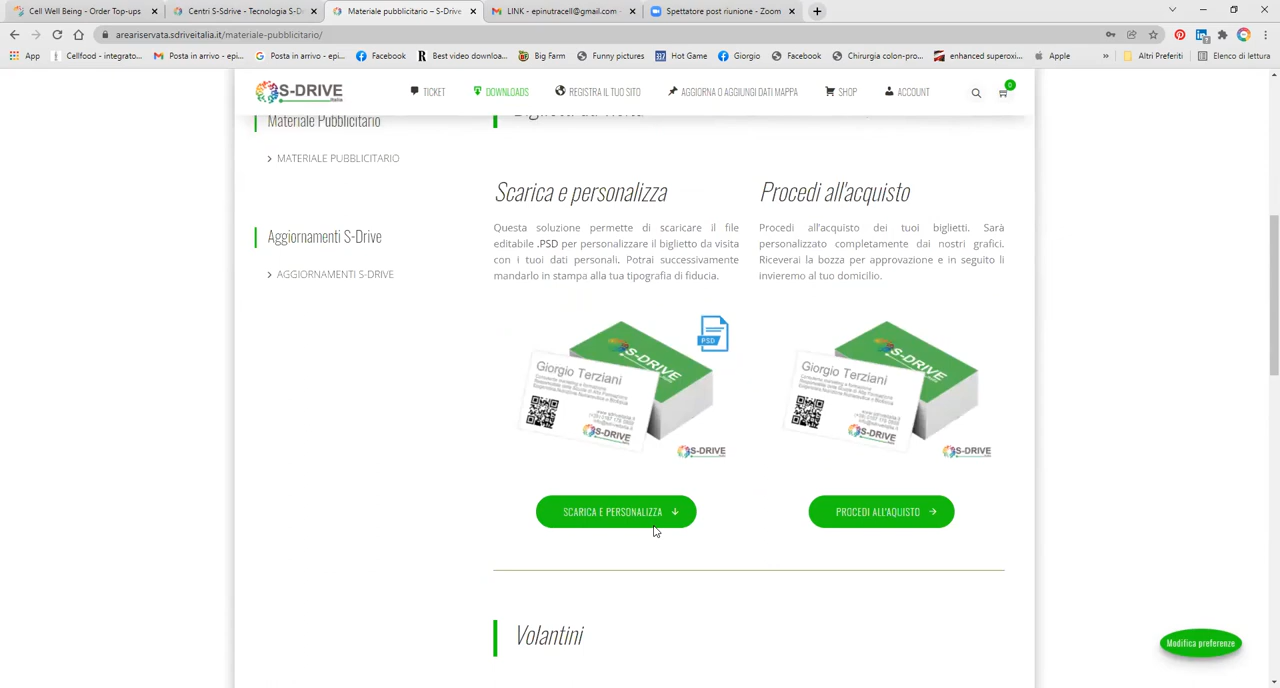 Cell Well Being - Order Top-ups
Centri S-Sdrive - Tecnologia S-D
Materiale pubblicitario – S-Drive
LINK - epinutracell@gmail.com -
Spettatore post riunione - Zoom
areariservata.sdriveitalia.it/materiale-pubblicitario/
App
Cellfood - integrato...
Posta in arrivo - epi...
Posta in arrivo - epi...
Facebook
Best video downloa...
Big Farm
Funny pictures
Hot Game
Giorgio
Facebook
Chirurgia colon-pro...
enhanced superoxi...
Apple
»
Altri Preferiti
Elenco di lettura
S-DRIVE
Italia
TICKET
DOWNLOADS
REGISTRA IL TUO SITO
AGGIORNA O AGGIUNGI DATI MAPPA
SHOP
ACCOUNT
0
Materiale Pubblicitario
MATERIALE PUBBLICITARIO
Aggiornamenti S-Drive
AGGIORNAMENTI S-DRIVE
Biglietti da visita
Scarica e personalizza
Questa soluzione permette di scaricare il file
editabile .PSD per personalizzare il biglietto da visita
con i tuoi dati personali. Potrai successivamente
mandarlo in stampa alla tua tipografia di fiducia.
PSD
S-DRIVE
Giorgio Terziani
S-DRIVE
S-DRIVE
SCARICA E PERSONALIZZA
Procedi all'acquisto
Procedi all'acquisto dei tuoi biglietti. Sarà
personalizzato completamente dai nostri grafici.
Riceverai la bozza per approvazione e in seguito li
invieremo al tuo domicilio.
S-DRIVE
Giorgio Terziani
S-DRIVE
S-DRIVE
PROCEDI ALL'AQUISTO
Volantini
Modifica preferenze